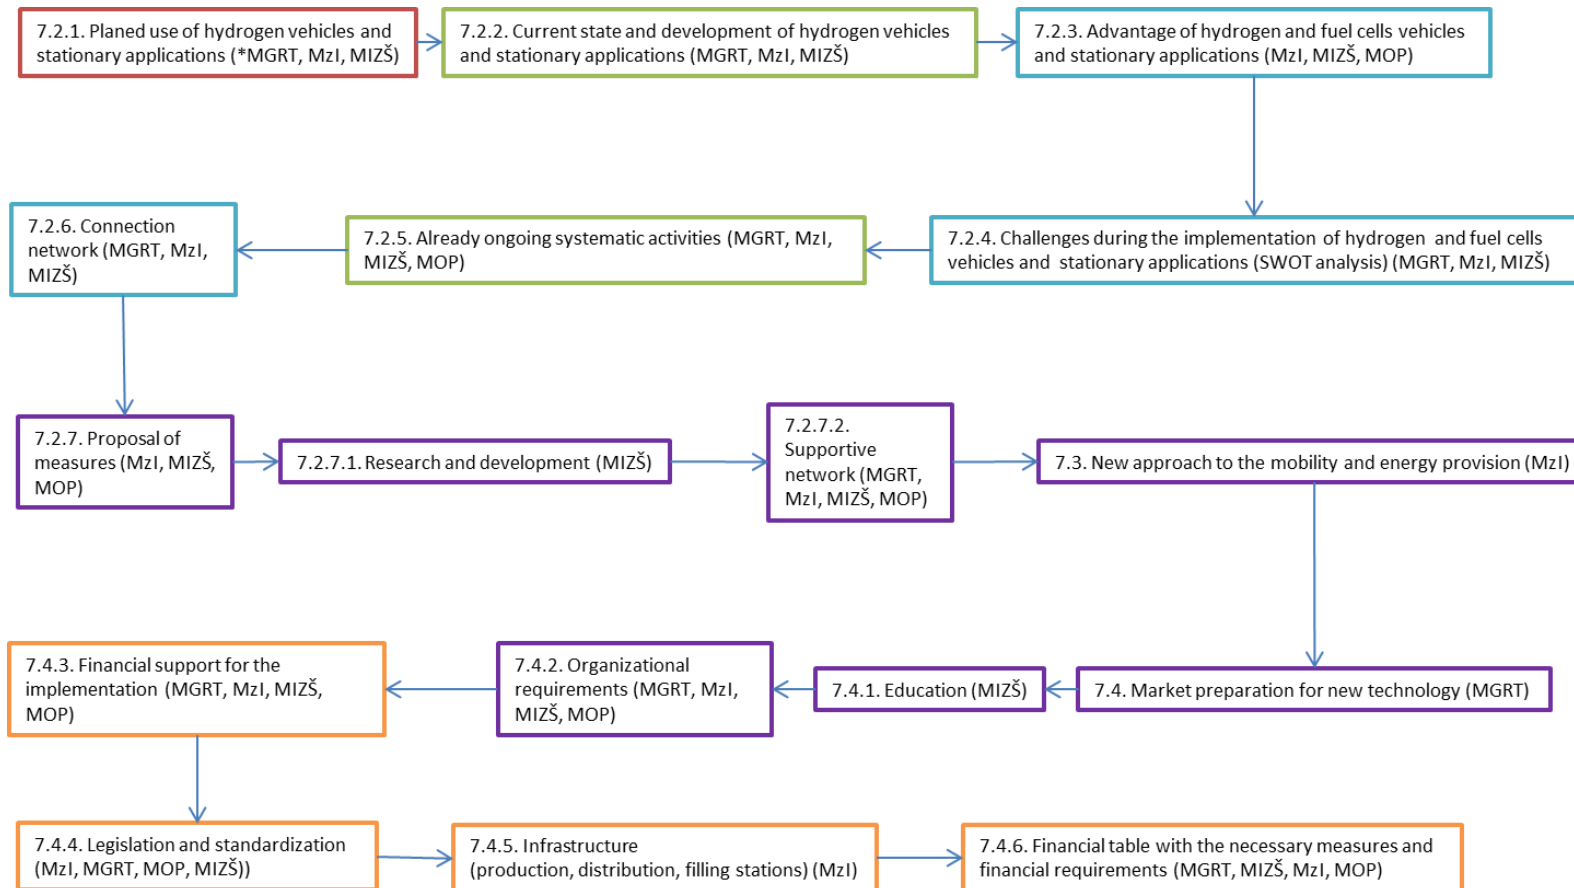 7.2.1. Planed use of hydrogen vehicles and
stationary applications (*MGRT, MzI, MIZŠ)
7.2.2. Current state and development of hydrogen vehicles
and stationary applications (MGRT, MzI, MIZŠ)
7.2.3. Advantage of hydrogen and fuel cells vehicles
and stationary applications (MzI, MIZŠ, MOP)
7.2.4. Challenges during the implementation of hydrogen and fuel cells
vehicles and stationary applications (SWOT analysis) (MGRT, MzI, MIZŠ)
7.2.5. Already ongoing systematic activities (MGRT, MzI,
MIZŠ, MOP)
7.2.6. Connection
network (MGRT, MzI,
MIZŠ)
7.2.7. Proposal of
measures (MzI, MIZŠ,
MOP)
7.2.7.1. Research and development (MIZŠ)
7.2.7.2.
Supportive
network (MGRT,
MzI, MIZŠ, MOP)
7.3. New approach to the mobility and energy provision (MzI)
7.4. Market preparation for new technology (MGRT)
7.4.1. Education (MIZŠ)
7.4.2. Organizational
requirements (MGRT, MzI,
MIZŠ, MOP)
7.4.3. Financial support for the
implementation (MGRT, MzI, MIZŠ,
MOP)
7.4.4. Legislation and standardization
(MzI, MGRT, MOP, MIZŠ))
7.4.5. Infrastructure
(production, distribution, filling stations) (MzI)
7.4.6. Financial table with the necessary measures and
financial requirements (MGRT, MIZŠ, MzI, MOP)